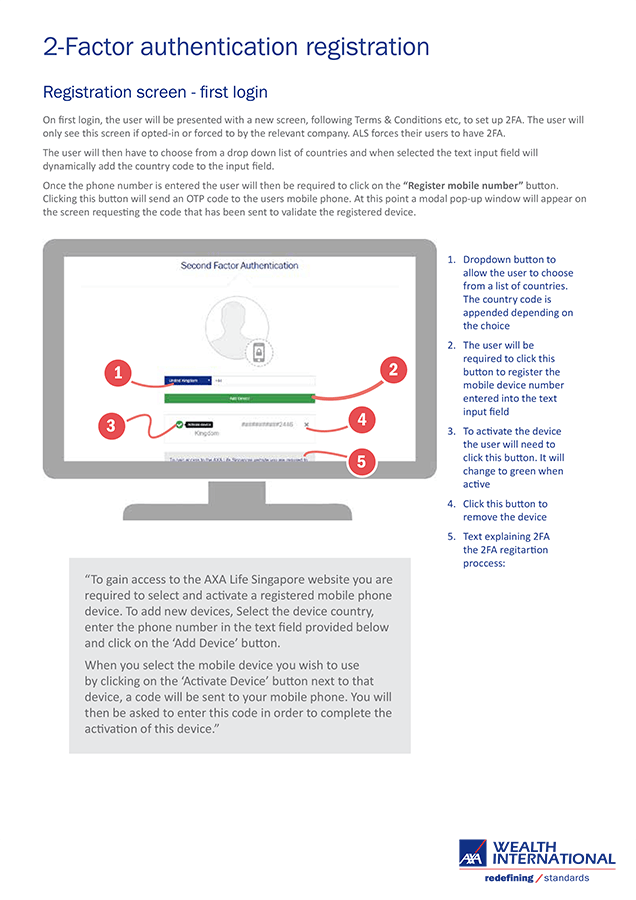 2-Factor authentication registration
Registration screen - first login
On first login, the user will be presented with a new screen, following Terms & Conditions etc, to set up 2FA. The user will
only see this screen if opted-in or forced to by the relevant company. ALS forces their users to have 2FA.
The user will then have to choose from a drop down list of countries and when selected the text input field will
dynamically add the country code to the input field.
Once the phone number is entered the user will then be required to click on the “Register mobile number” button.
Clicking this button will send an OTP code to the users mobile phone. At this point a modal pop-up window will appear on
the screen requesting the code that has been sent to validate the registered device.
Second Factor Authentication
United Kingdom
+44
Add Device
Kingdom
##########2446
To gain access to the AXA Life Singapore website you are required to
1
2
3
4
5
1. Dropdown button to
allow the user to choose
from a list of countries.
The country code is
appended depending on
the choice
2. The user will be
required to click this
button to register the
mobile device number
entered into the text
input field
3. To activate the device
the user will need to
click this button. It will
change to green when
active
4. Click this button to
remove the device
5. Text explaining 2FA
the 2FA regitartion
proccess:
“To gain access to the AXA Life Singapore website you are
required to select and activate a registered mobile phone
device. To add new devices, Select the device country,
enter the phone number in the text field provided below
and click on the ‘Add Device’ button.
When you select the mobile device you wish to use
by clicking on the ‘Activate Device’ button next to that
device, a code will be sent to your mobile phone. You will
then be asked to enter this code in order to complete the
activation of this device.”
AXA
WEALTH
INTERNATIONAL
redefining / standards